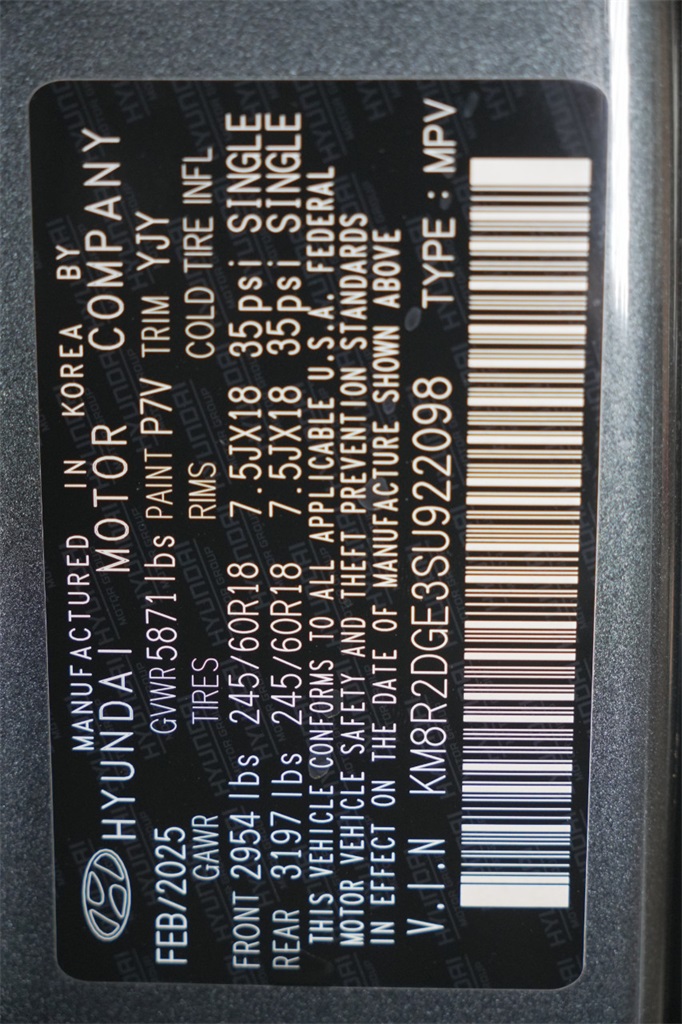 MANUFACTURED IN KOREA BY
HYUNDAI MOTOR COMPANY
FEB/2025 GVWR 5871lbs PAINT P7V TRIM YJY
GAWR TIRES RIMS COLD TIRE INFL
FRONT 2954 lbs 245/60R18 7.5JX18 35psi SINGLE
REAR 3197 lbs 245/60R18 7.5JX18 35psi SINGLE
THIS VEHICLE CONFORMS TO ALL APPLICABLE U.S.A. FEDERAL
MOTOR VEHICLE SAFETY AND THEFT PREVENTION STANDARDS
IN EFFECT ON THE DATE OF MANUFACTURE SHOWN ABOVE
V.I.N KM8R2DGE3SU922098 TYPE : MPV